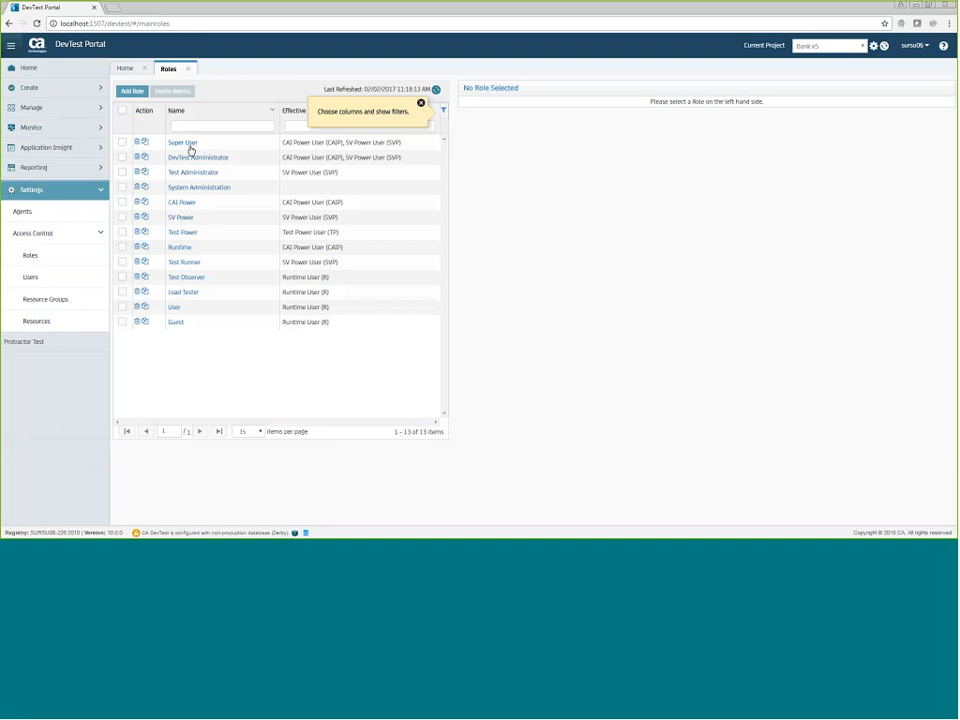 DevTest Portal
localhost:1507/devtest/#/mainroles
ca technologies DevTest Portal Current Project Bank v5 sursu06
Home
Create
Manage
Monitor
Application Insight
Reporting
Settings
Agents
Access Control
Roles
Users
Resource Groups
Resources
Protractor Test
Home Roles
Add Role Delete Role(s) Last Refreshed: 02/02/2017 11:18:13 AM
Choose columns and show filters.
Action Name Effective
Super User CAI Power User (CAIP), SV Power User (SVP)
DevTest Administrator CAI Power User (CAIP), SV Power User (SVP)
Test Administrator SV Power User (SVP)
System Administration
CAI Power CAI Power User (CAIP)
SV Power SV Power User (SVP)
Test Power Test Power User (TP)
Runtime CAI Power User (CAIP)
Test Runner SV Power User (SVP)
Test Observer Runtime User (R)
Load Tester Runtime User (R)
User Runtime User (R)
Guest Runtime User (R)
1 / 1 15 items per page 1 - 13 of 13 items
No Role Selected
Please select a Role on the left hand side.
Registry: SURSU06-226:2010 | Version: 10.0.0 CA DevTest is configured with non-production database (Derby). Copyright © 2016 CA. All rights reserved